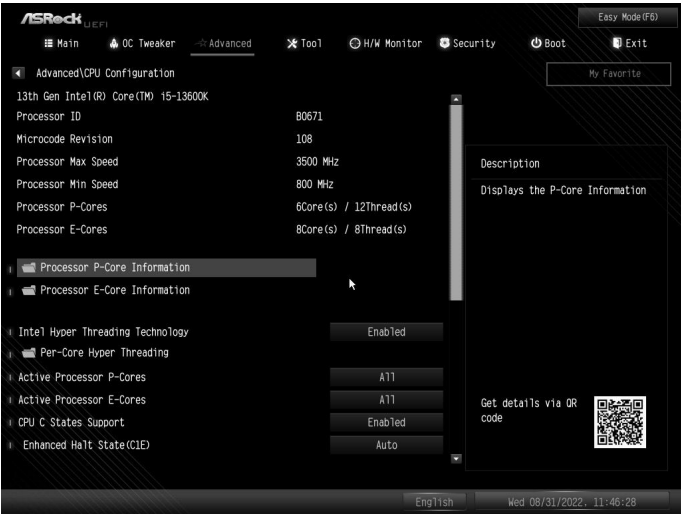 ASRock UEFI
Easy Mode(F6)
Main OC Tweaker Advanced Tool H/W Monitor Security Boot Exit
Advanced\CPU Configuration
My Favorite
13th Gen Intel(R) Core(TM) i5-13600K
Processor ID B0671
Microcode Revision 108
Processor Max Speed 3500 MHz
Processor Min Speed 800 MHz
Processor P-Cores 6Core(s) / 12Thread(s)
Processor E-Cores 8Core(s) / 8Thread(s)
Processor P-Core Information
Processor E-Core Information
Intel Hyper Threading Technology Enabled
Per-Core Hyper Threading
Active Processor P-Cores All
Active Processor E-Cores All
CPU C States Support Enabled
Enhanced Halt State(C1E) Auto
Description
Displays the P-Core Information
Get details via QR
code
English
Wed 08/31/2022. 11:46:28